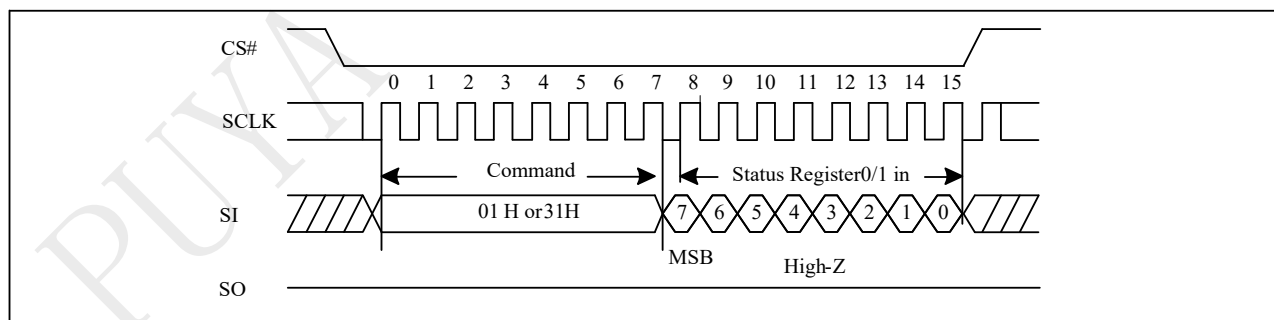 CS#
0 1 2 3 4 5 6 7 8 9 10 11 12 13 14 15
SCLK
Command
Status Register0/1 in
SI
01 H or31H
7 6 5 4 3 2 1 0
MSB
High-Z
SO
PUYA